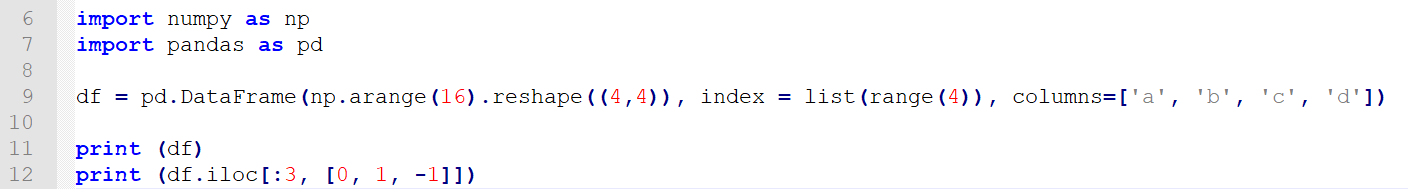 6 import numpy as np
7 import pandas as pd
8
9 df = pd.DataFrame(np.arange(16).reshape((4,4)), index = list(range(4)), columns=['a', 'b', 'c', 'd'])
10
11 print (df)
12 print (df.iloc[:3, [0, 1, -1]])